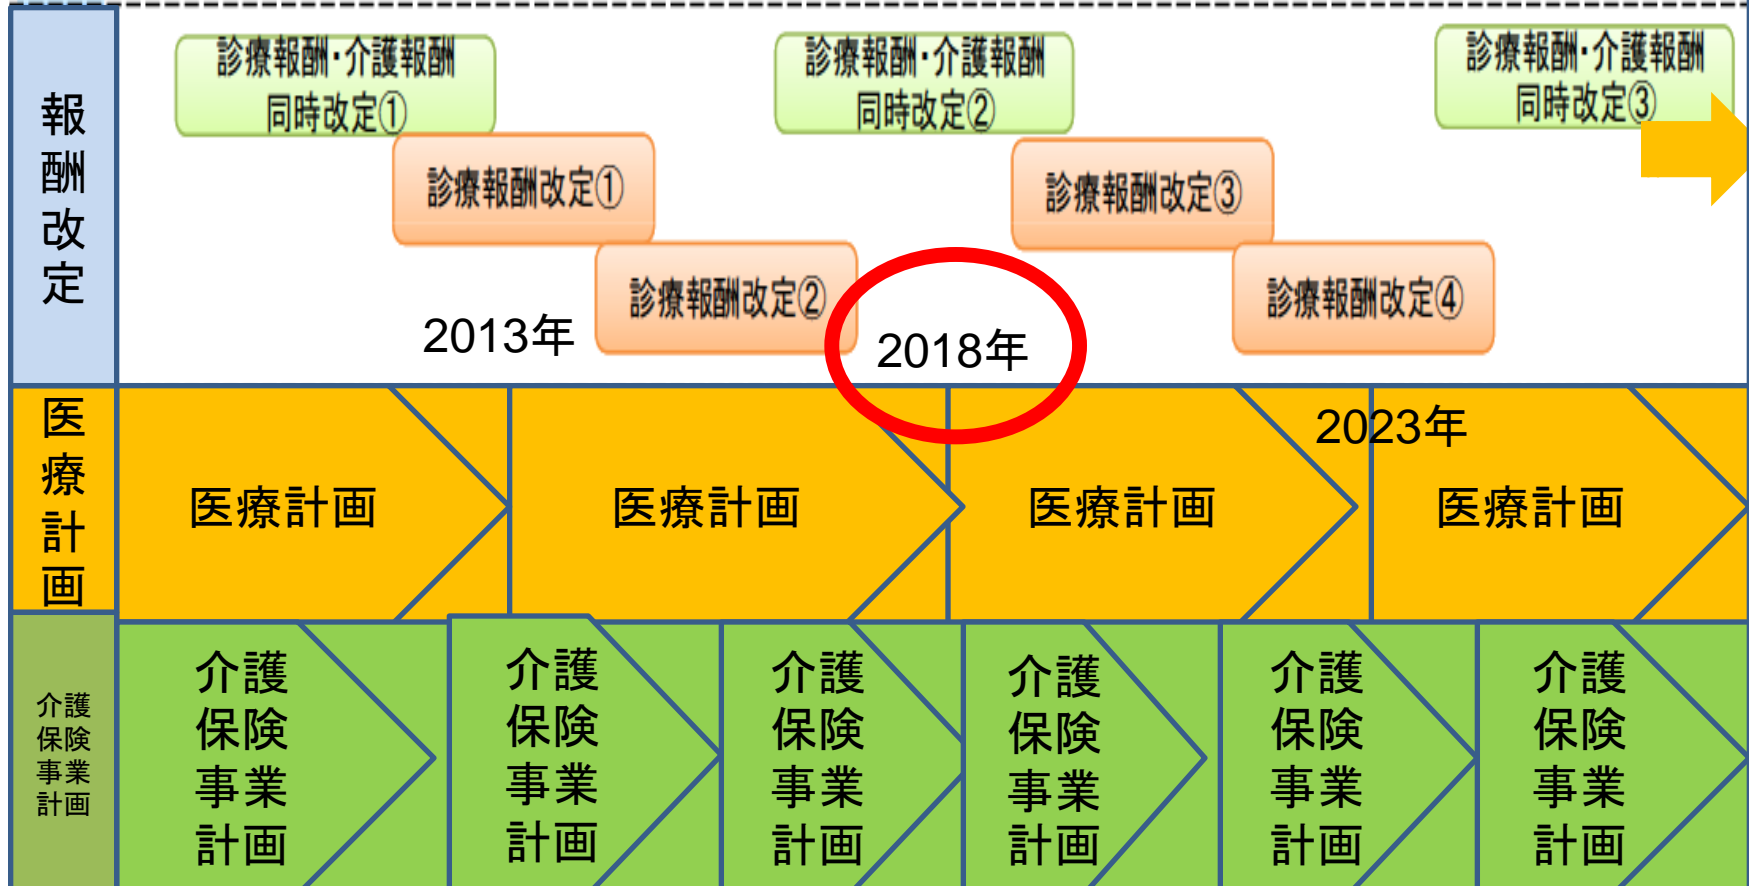 報
酬
改
定
診療報酬・介護報酬
同時改定①
診療報酬・介護報酬
同時改定②
診療報酬・介護報酬
同時改定③
診療報酬改定①
診療報酬改定③
診療報酬改定②
診療報酬改定④
2013年
2018年
2023年
医
療
計
画
医療計画
医療計画
医療計画
医療計画
介護
保険
事業
計画
介護
保険
事業
計画
介護
保険
事業
計画
介護
保険
事業
計画
介護
保険
事業
計画
介護
保険
事業
計画
介護
保険
事業
計画